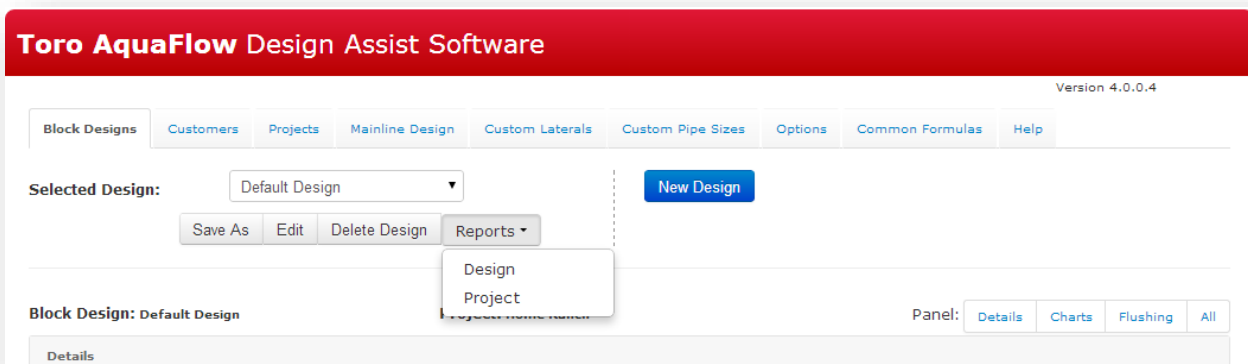 Toro AquaFlow Design Assist Software
Version 4.0.0.4
Block Designs Customers Projects Mainline Design Custom Laterals Custom Pipe Sizes Options Common Formulas Help
Selected Design: Default Design New Design
Save As Edit Delete Design Reports
Design
Project
Block Design: Default Design Panel: Details Charts Flushing All
Details